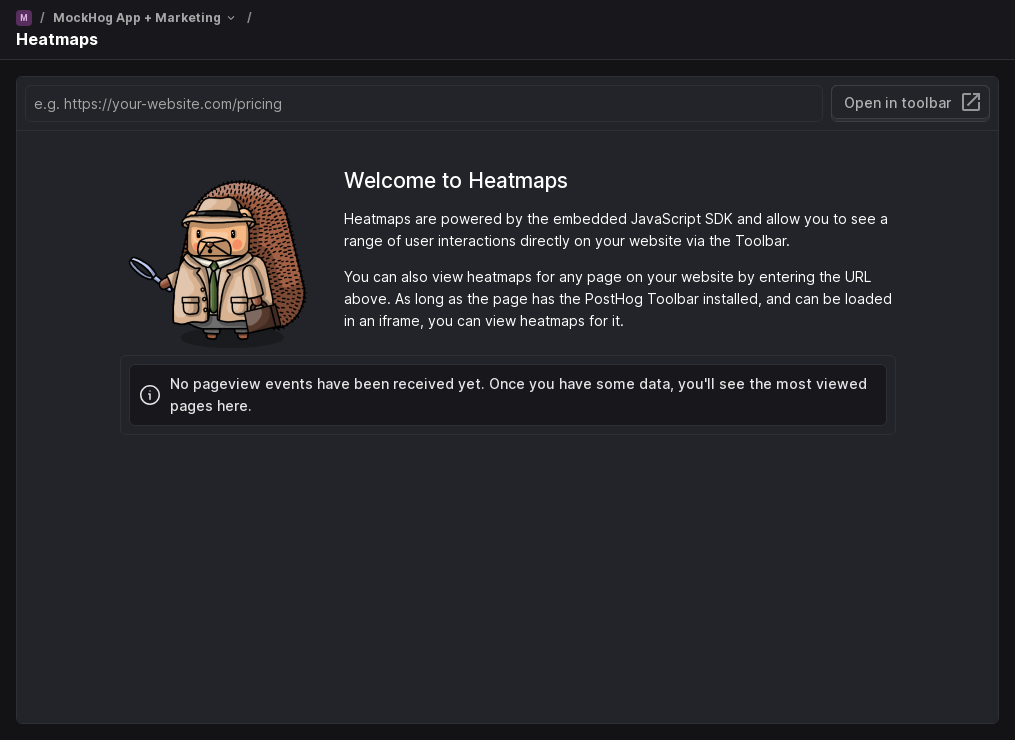 M / MockHog App + Marketing /
Heatmaps
e.g. https://your-website.com/pricing
Open in toolbar
Welcome to Heatmaps
Heatmaps are powered by the embedded JavaScript SDK and allow you to see a
range of user interactions directly on your website via the Toolbar.
You can also view heatmaps for any page on your website by entering the URL
above. As long as the page has the PostHog Toolbar installed, and can be loaded
in an iframe, you can view heatmaps for it.
No pageview events have been received yet. Once you have some data, you'll see the most viewed
pages here.